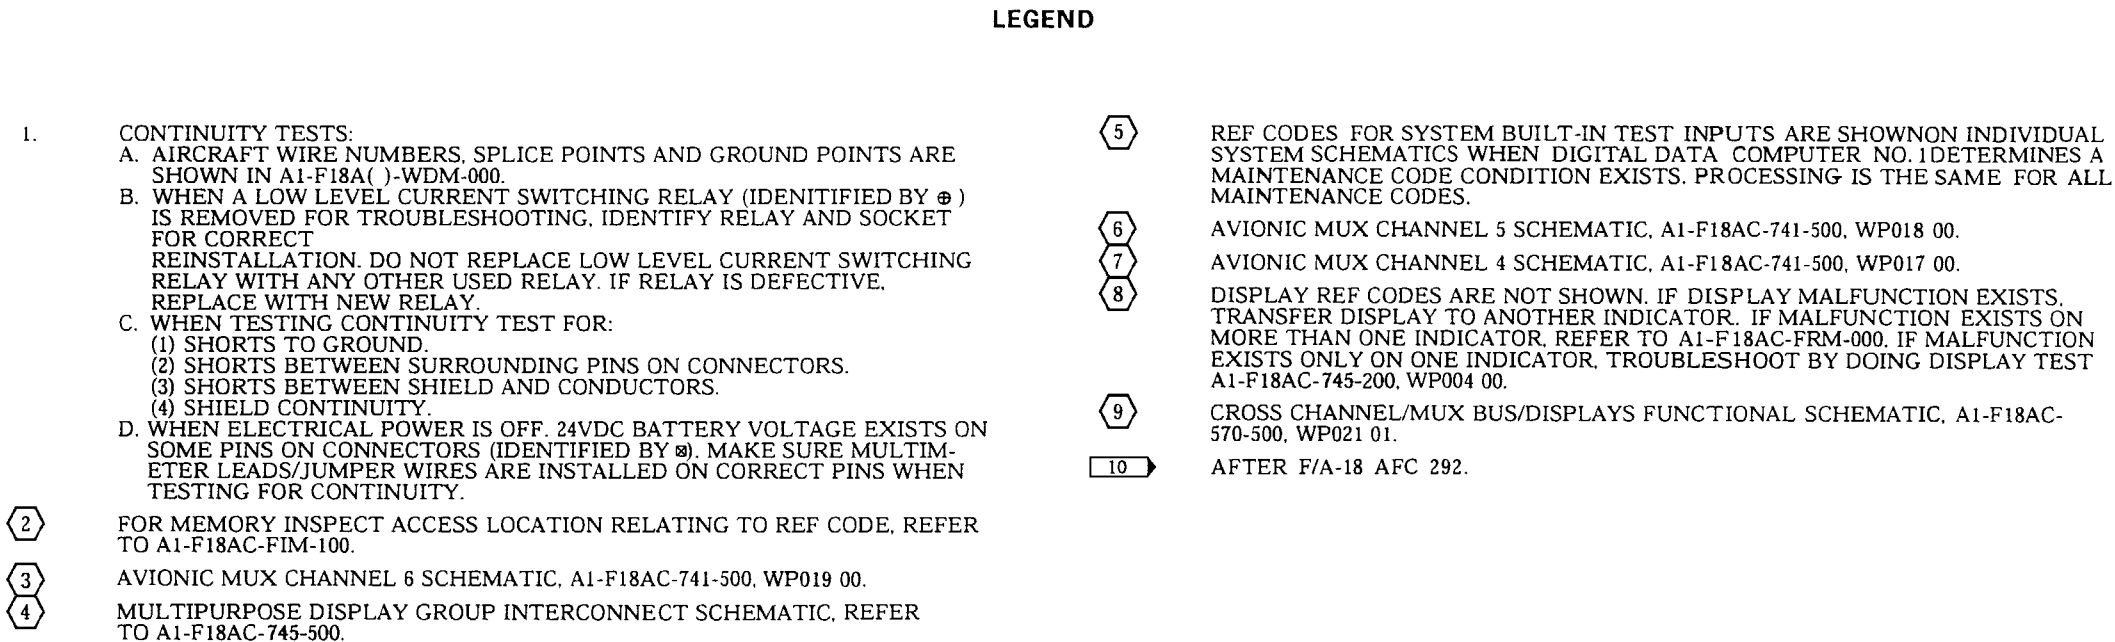 LEGEND
1. CONTINUITY TESTS:
A. AIRCRAFT WIRE NUMBERS, SPLICE POINTS AND GROUND POINTS ARE
SHOWN IN A1-F18A( )-WDM-000.
B. WHEN A LOW LEVEL CURRENT SWITCHING RELAY (IDENITIFIED BY ⊕ )
IS REMOVED FOR TROUBLESHOOTING, IDENTIFY RELAY AND SOCKET
FOR CORRECT
REINSTALLATION. DO NOT REPLACE LOW LEVEL CURRENT SWITCHING
RELAY WITH ANY OTHER USED RELAY. IF RELAY IS DEFECTIVE,
REPLACE WITH NEW RELAY.
C. WHEN TESTING CONTINUITY TEST FOR:
(1) SHORTS TO GROUND.
(2) SHORTS BETWEEN SURROUNDING PINS ON CONNECTORS.
(3) SHORTS BETWEEN SHIELD AND CONDUCTORS.
(4) SHIELD CONTINUITY.
D. WHEN ELECTRICAL POWER IS OFF. 24VDC BATTERY VOLTAGE EXISTS ON
SOME PINS ON CONNECTORS (IDENTIFIED BY ⊠). MAKE SURE MULTIM-
ETER LEADS/JUMPER WIRES ARE INSTALLED ON CORRECT PINS WHEN
TESTING FOR CONTINUITY.
2 FOR MEMORY INSPECT ACCESS LOCATION RELATING TO REF CODE, REFER
TO A1-F18AC-FIM-100.
3 AVIONIC MUX CHANNEL 6 SCHEMATIC, A1-F18AC-741-500, WP019 00.
4 MULTIPURPOSE DISPLAY GROUP INTERCONNECT SCHEMATIC, REFER
TO A1-F18AC-745-500.
5 REF CODES FOR SYSTEM BUILT-IN TEST INPUTS ARE SHOWNON INDIVIDUAL
SYSTEM SCHEMATICS WHEN DIGITAL DATA COMPUTER NO. 1DETERMINES A
MAINTENANCE CODE CONDITION EXISTS. PROCESSING IS THE SAME FOR ALL
MAINTENANCE CODES.
6 AVIONIC MUX CHANNEL 5 SCHEMATIC, A1-F18AC-741-500, WP018 00.
7 AVIONIC MUX CHANNEL 4 SCHEMATIC, A1-F18AC-741-500, WP017 00.
8 DISPLAY REF CODES ARE NOT SHOWN. IF DISPLAY MALFUNCTION EXISTS,
TRANSFER DISPLAY TO ANOTHER INDICATOR. IF MALFUNCTION EXISTS ON
MORE THAN ONE INDICATOR, REFER TO A1-F18AC-FRM-000. IF MALFUNCTION
EXISTS ONLY ON ONE INDICATOR, TROUBLESHOOT BY DOING DISPLAY TEST
A1-F18AC-745-200, WP004 00.
9 CROSS CHANNEL/MUX BUS/DISPLAYS FUNCTIONAL SCHEMATIC, A1-F18AC-
570-500, WP021 01.
10 AFTER F/A-18 AFC 292.